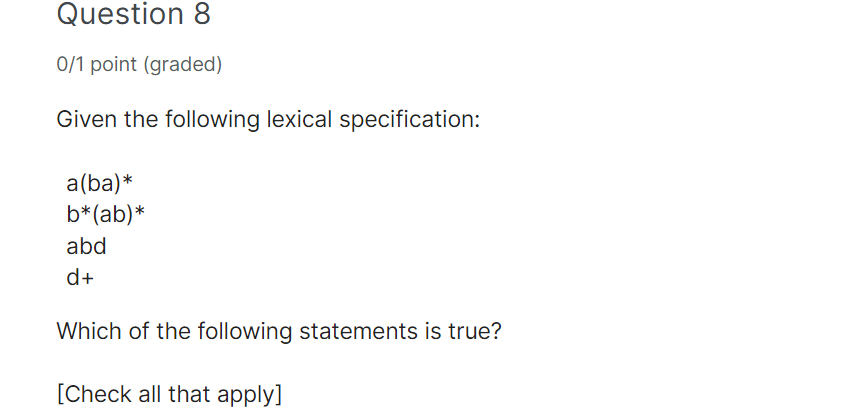 Question 8
0/1 point (graded)
Given the following lexical specification:
a(ba)*
b*(ab)*
abd
d+
Which of the following statements is true?
[Check all that apply]